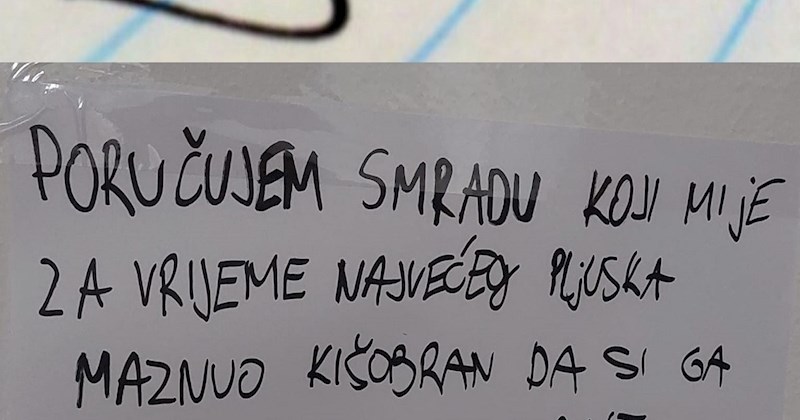 PORUČUJEM SMRADU KOJI MI JE
ZA VRIJEME NAJVEĆEG PLJUSKA
MAZNUO KIŠOBRAN DA SI GA